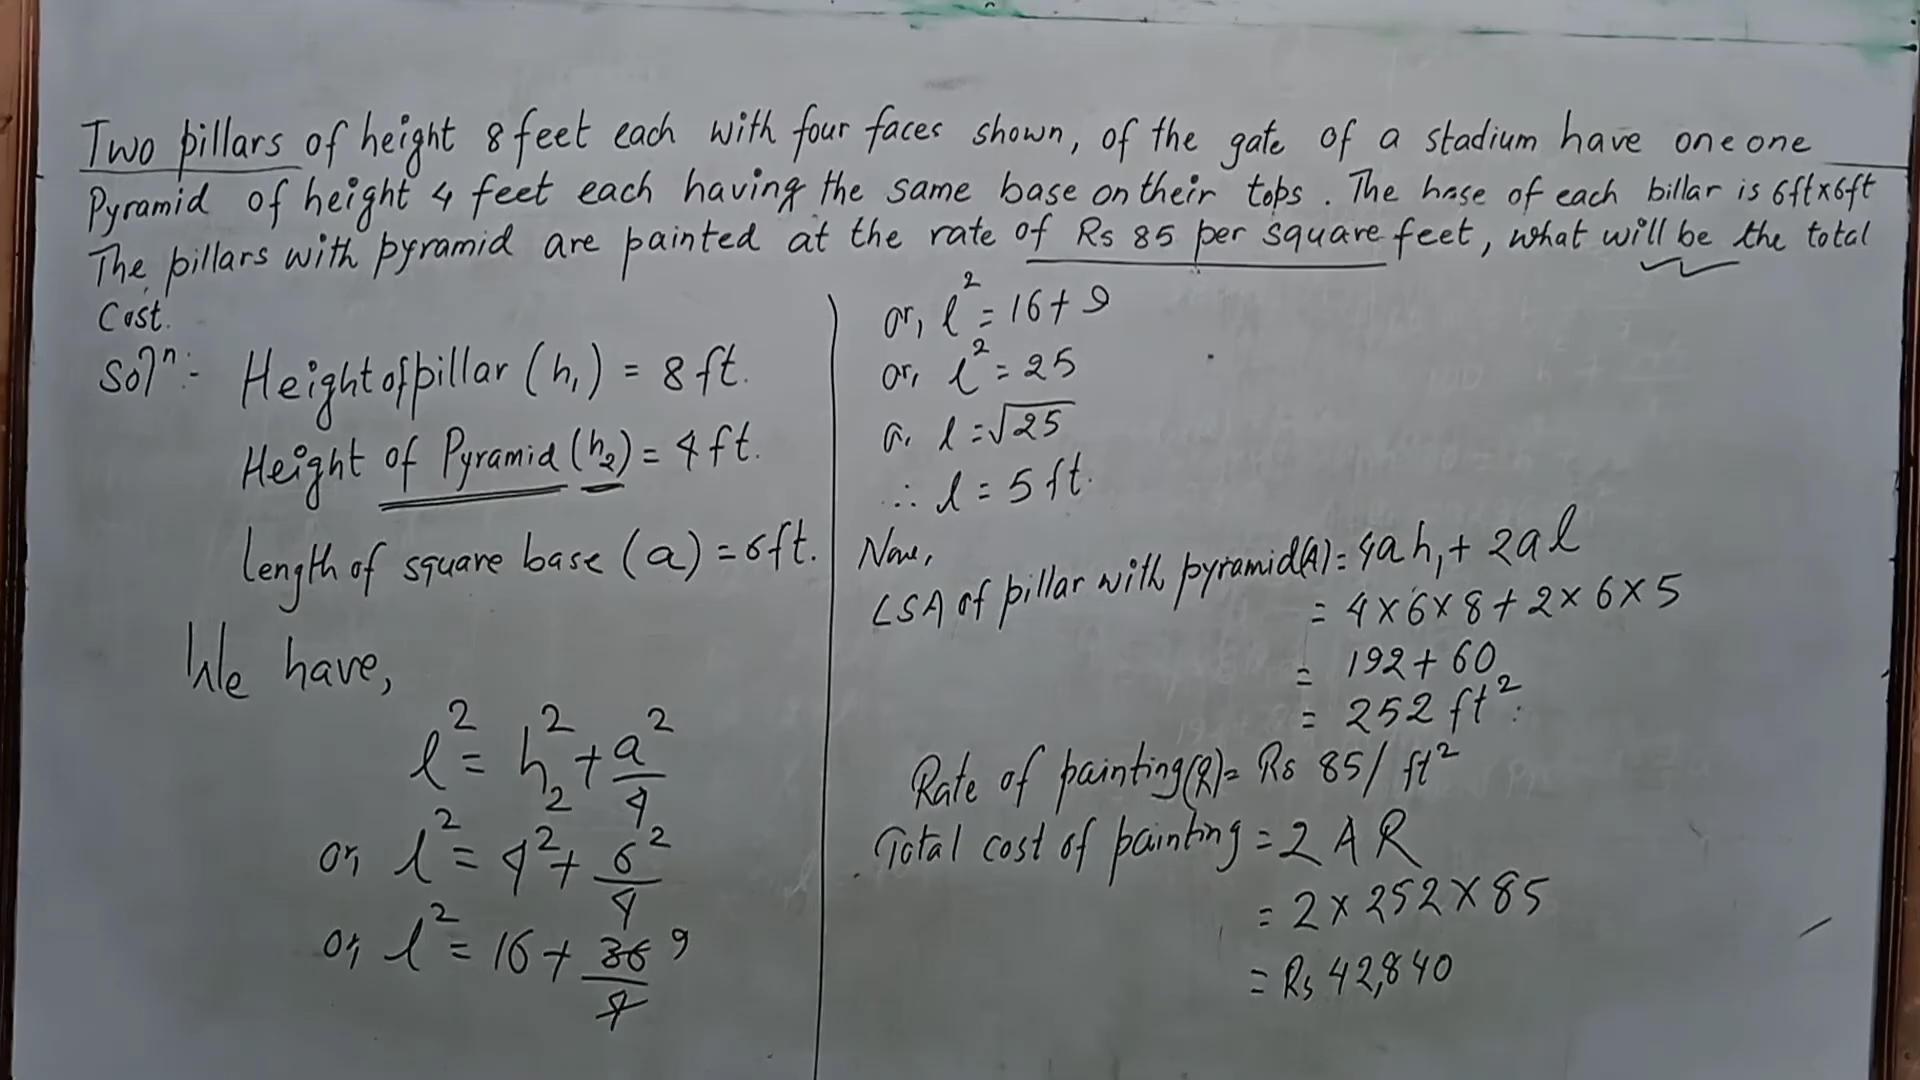 Two pillars of height 8 feet each with four faces shown, of the gate of a stadium have one one
Pyramid of height 4 feet each having the same base on their tops. The base of each billar is 6ft×6ft
The pillars with pyramid are painted at the rate of Rs 85 per square feet, what will be the total
Cost.
Solⁿ:- Height of pillar (h₁) = 8 ft.
Height of Pyramid (h₂) = 4 ft.
length of square base (a) = 6 ft.
We have,
l² = h₂² + a²/4
or, l² = 4² + 6²/4
or, l² = 16 + 36/4 9
or, l² = 16 + 9
or, l² = 25
or, l = √25
∴ l = 5 ft.
Now,
LSA of pillar with pyramid(A) = 4ah₁ + 2al
= 4×6×8 + 2×6×5
= 192 + 60
= 252 ft².
Rate of painting(R) = Rs 85/ft²
Total cost of painting = 2AR
= 2×252×85
= Rs 42,840